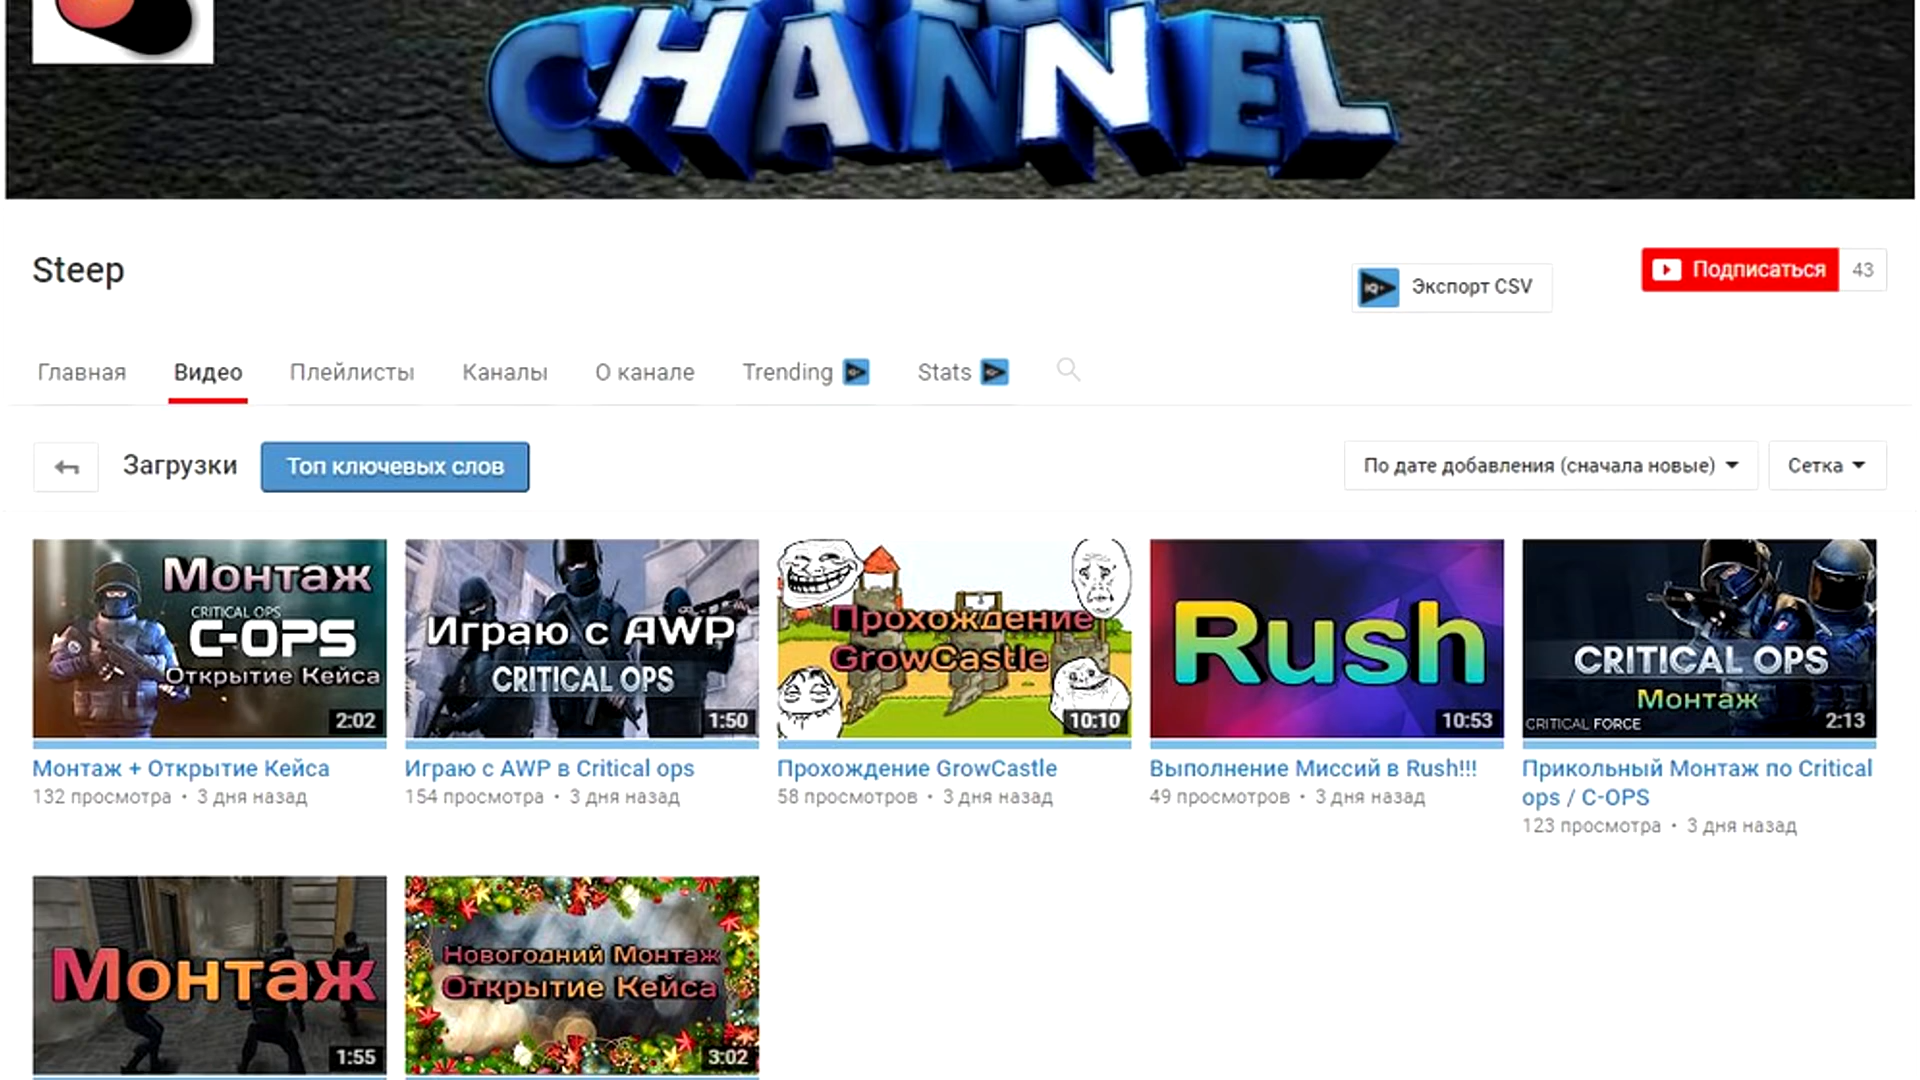 CHANNEL
Steep
IQ
Экспорт CSV
Подписаться 43
Главная Видео Плейлисты Каналы О канале Trending Stats
Загрузки Топ ключевых слов По дате добавления (сначала новые) Сетка
Монтаж
CRITICAL OPS
C-OPS
Открытие Кейса
2:02
Играю с AWP
CRITICAL OPS
1:50
Прохождение
GrowCastle
10:10
Rush
10:53
CRITICAL OPS
Монтаж
CRITICAL FORCE
2:13
Монтаж + Открытие Кейса
132 просмотра • 3 дня назад
Играю с AWP в Critical ops
154 просмотра • 3 дня назад
Прохождение GrowCastle
58 просмотров • 3 дня назад
Выполнение Миссий в Rush!!!
49 просмотров • 3 дня назад
Прикольный Монтаж по Critical
ops / C-OPS
123 просмотра • 3 дня назад
Монтаж
1:55
Новогодний Монтаж
Открытие Кейса
3:02